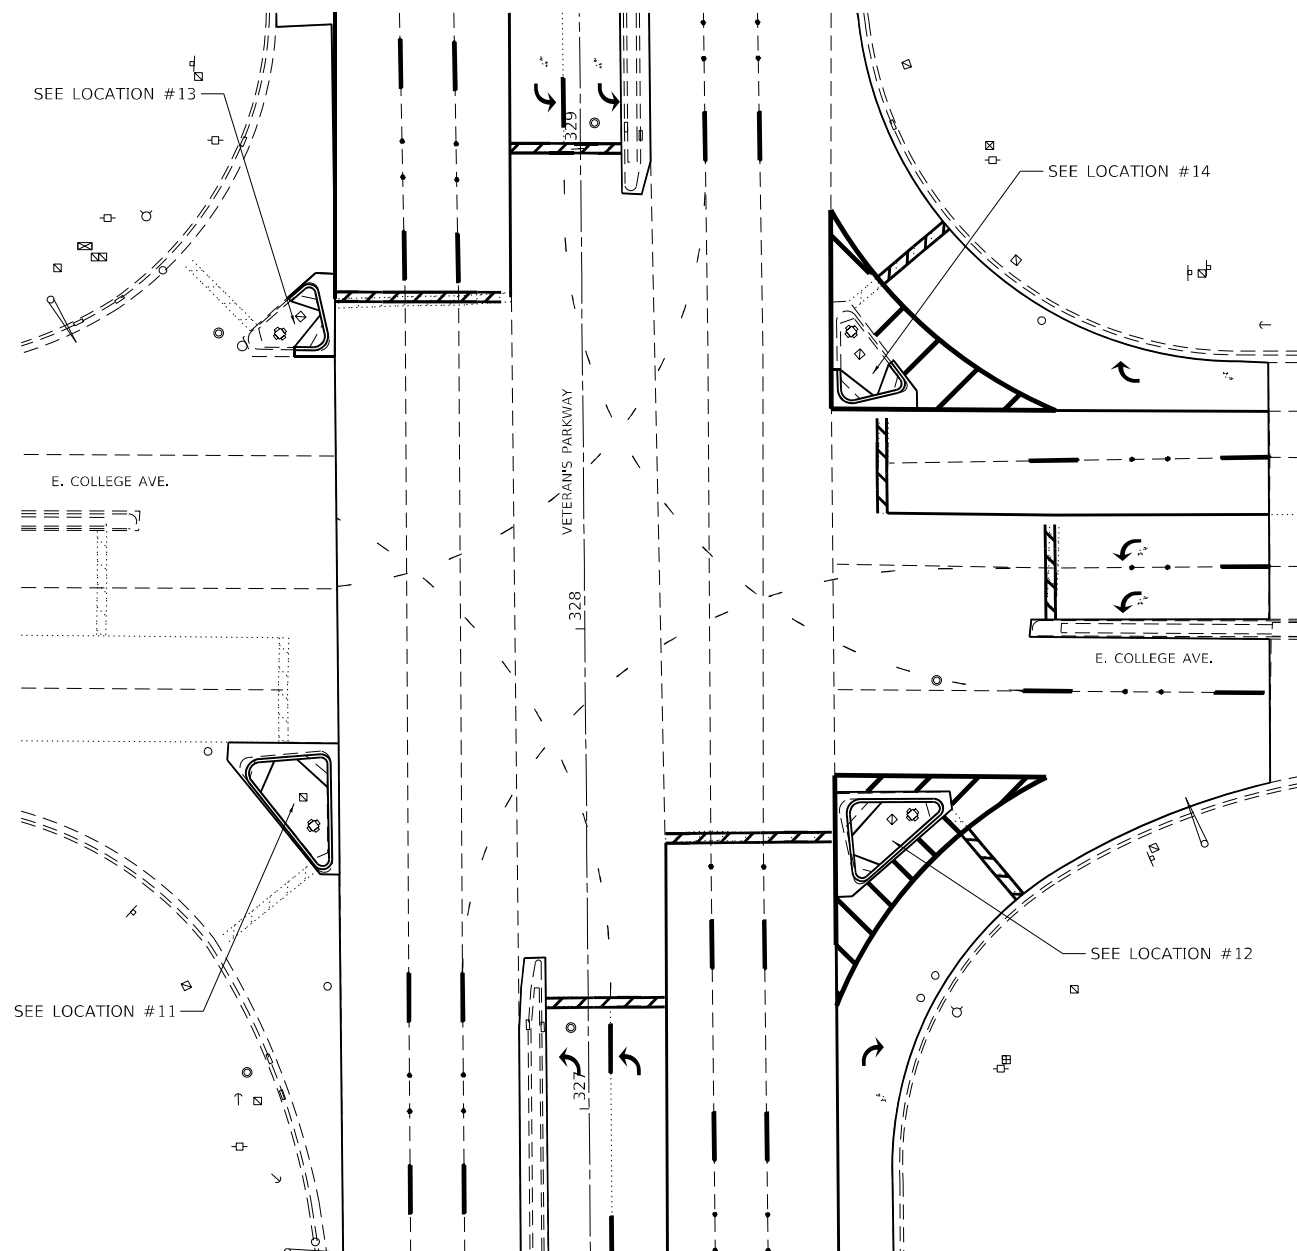 SEE LOCATION #13
329
SEE LOCATION #14
VETERAN'S PARKWAY
E. COLLEGE AVE.
328
E. COLLEGE AVE.
SEE LOCATION #12
SEE LOCATION #11
327